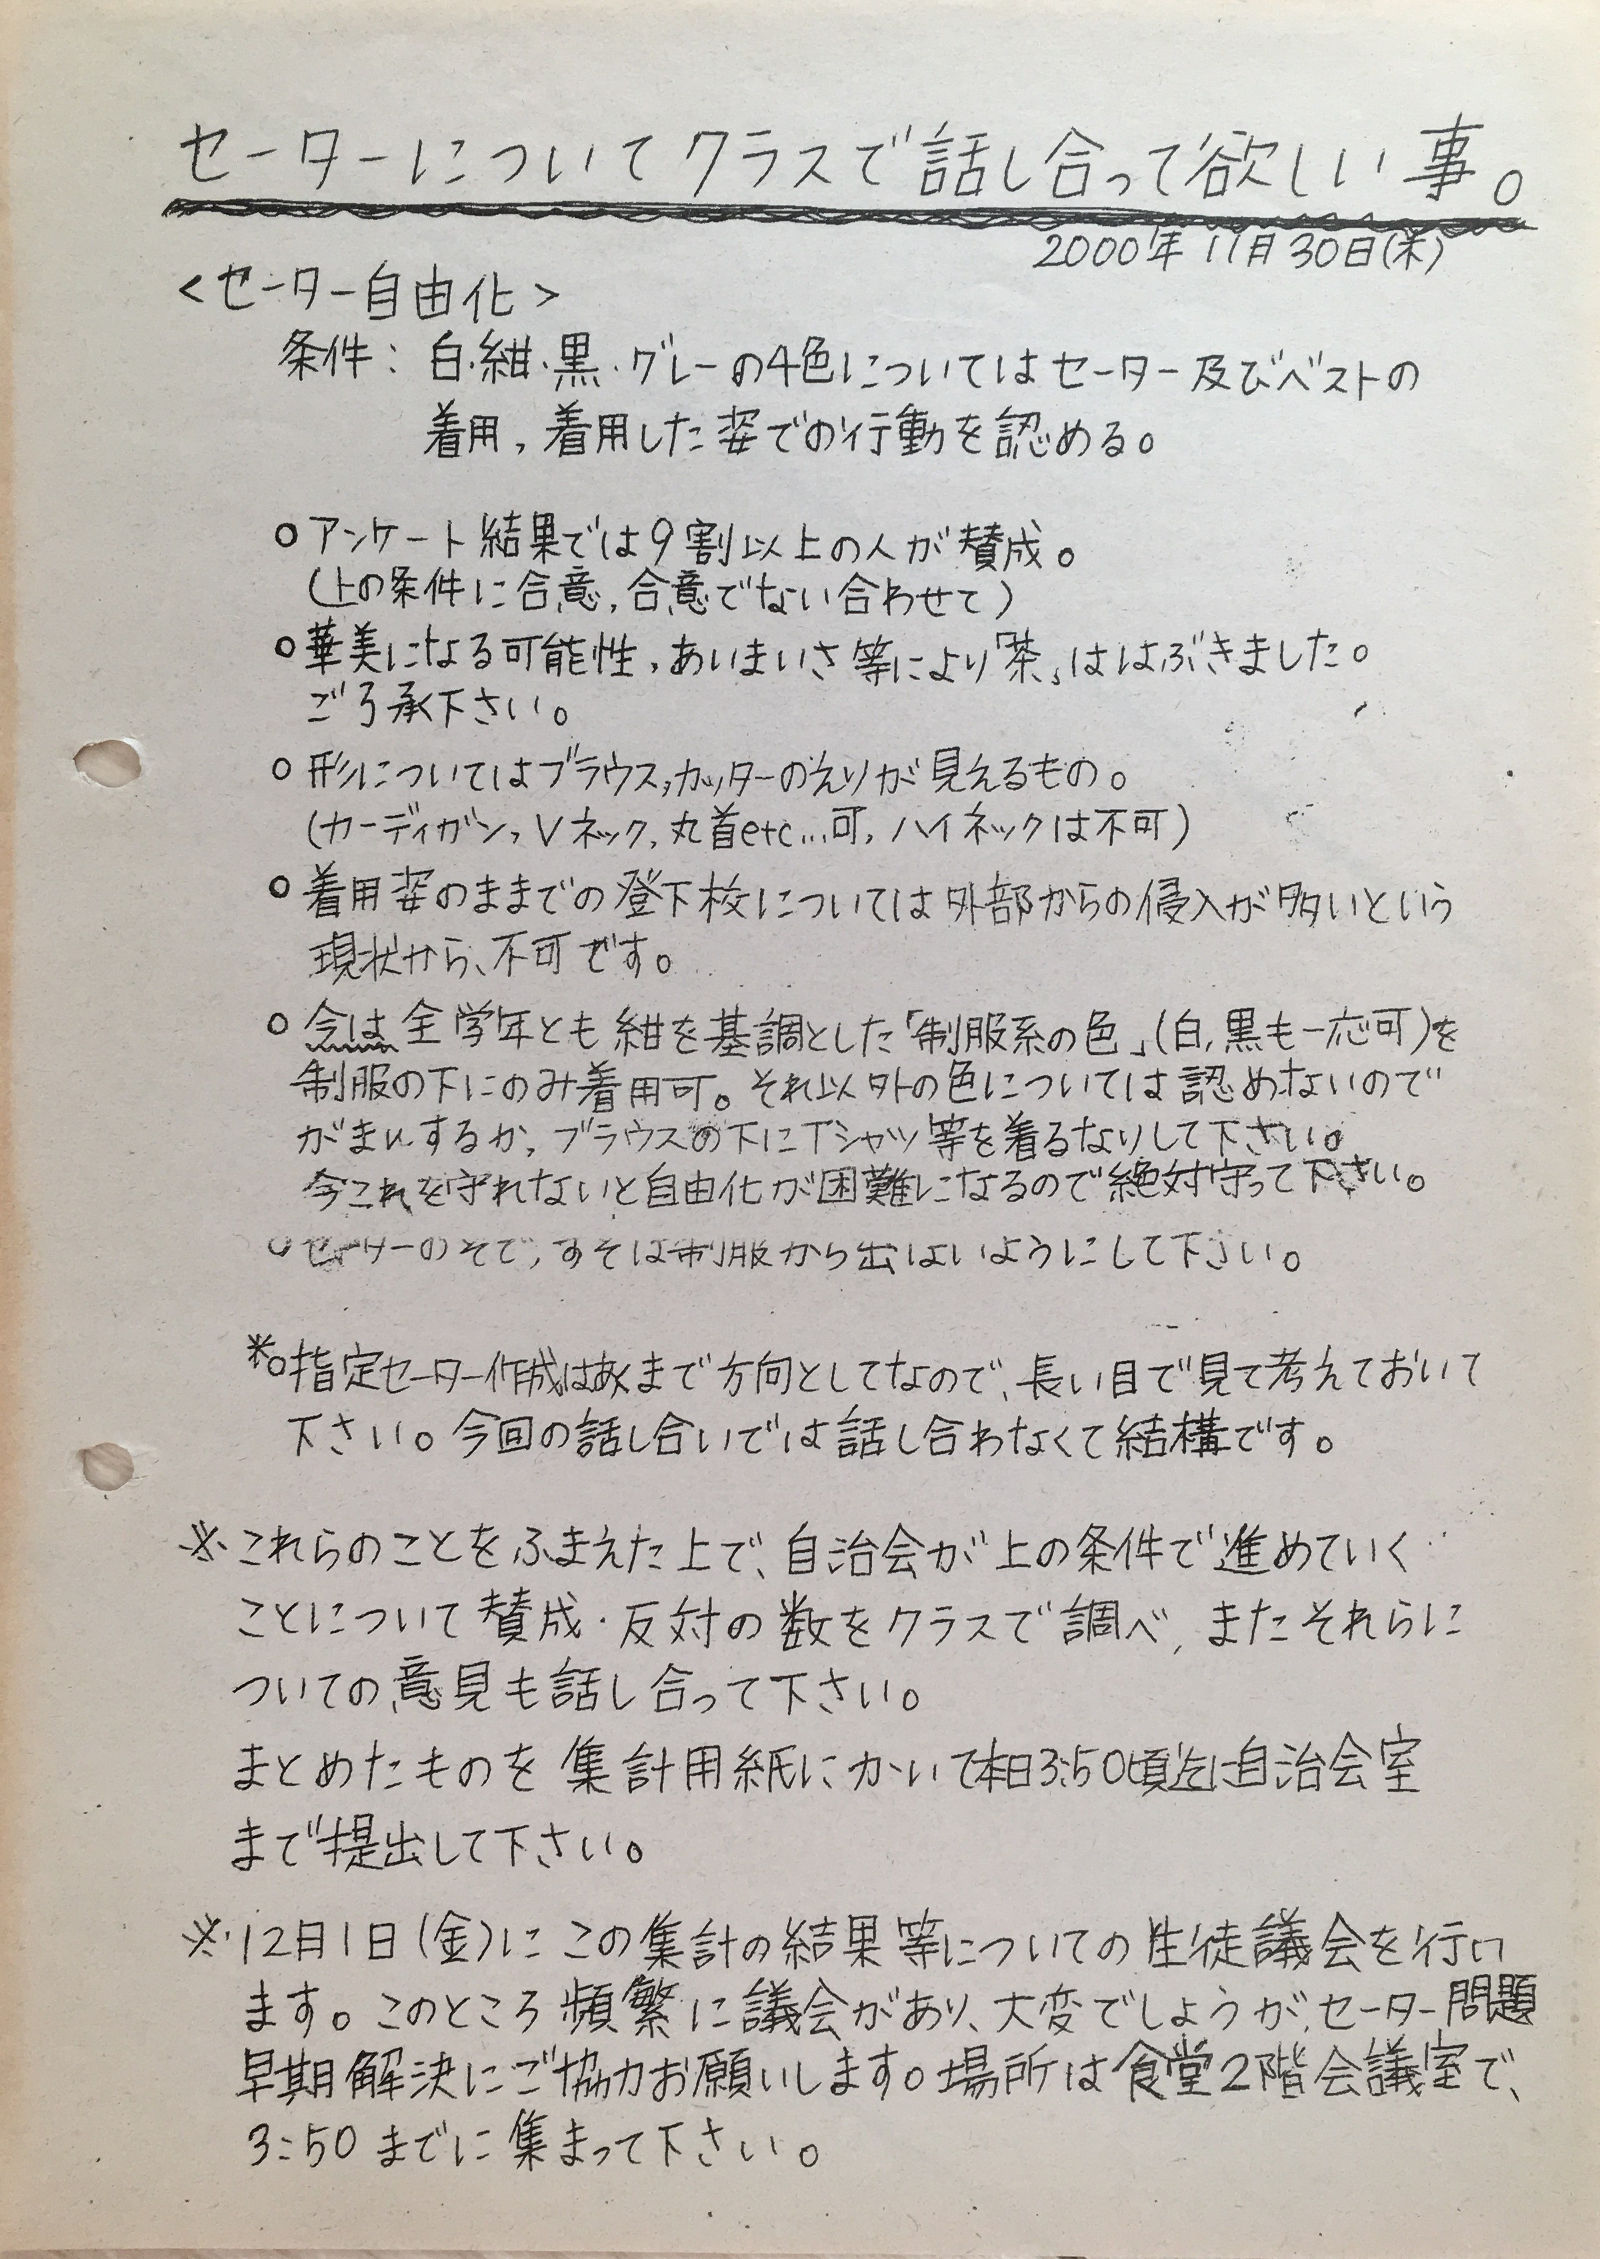 セーターについてクラスで話し合って欲しい事。
2000年11月30日(木)
<セーター自由化>
条件：白・紺・黒・グレーの4色についてはセーター及びベストの
着用，着用した姿での行動を認める。
○アンケート結果では9割以上の人が賛成。
(上の条件に合意，合意でない合わせて)
○華美になる可能性，あいまいさ等により「茶」ははぶきました。
ご了承下さい。
○形についてはブラウス，カッターのえりが見えるもの。
(カーディガン，Vネック，丸首etc…可，ハイネックは不可)
○着用姿のままでの登下校については外部からの侵入が多いという
現状から、不可です。
○今は全学年とも紺を基調とした「制服系の色」(白，黒も一応可)を
制服の下にのみ着用可。それ以外の色については認めないので
がまんするか，ブラウスの下にTシャツ等を着るなりして下さい。
今これを守れないと自由化が困難になるので絶対守って下さい。
○セーターのそで，すそは制服から出ないようにして下さい。
※○指定セーター作成はあくまで方向としてなので、長い目で見て考えておいて
下さい。今回の話し合いでは話し合わなくて結構です。
※これらのことをふまえた上で、自治会が上の条件で進めていく
ことについて賛成・反対の数をクラスで調べ，またそれらに
ついての意見も話し合って下さい。
まとめたものを集計用紙にかいて本日3:50頃迄に自治会室
まで提出して下さい。
※12月1日(金)にこの集計の結果等についての生徒議会を行い
ます。このところ頻繁に議会があり、大変でしょうが，セーター問題
早期解決にご協力お願いします。場所は食堂2階会議室で、
3:50までに集まって下さい。